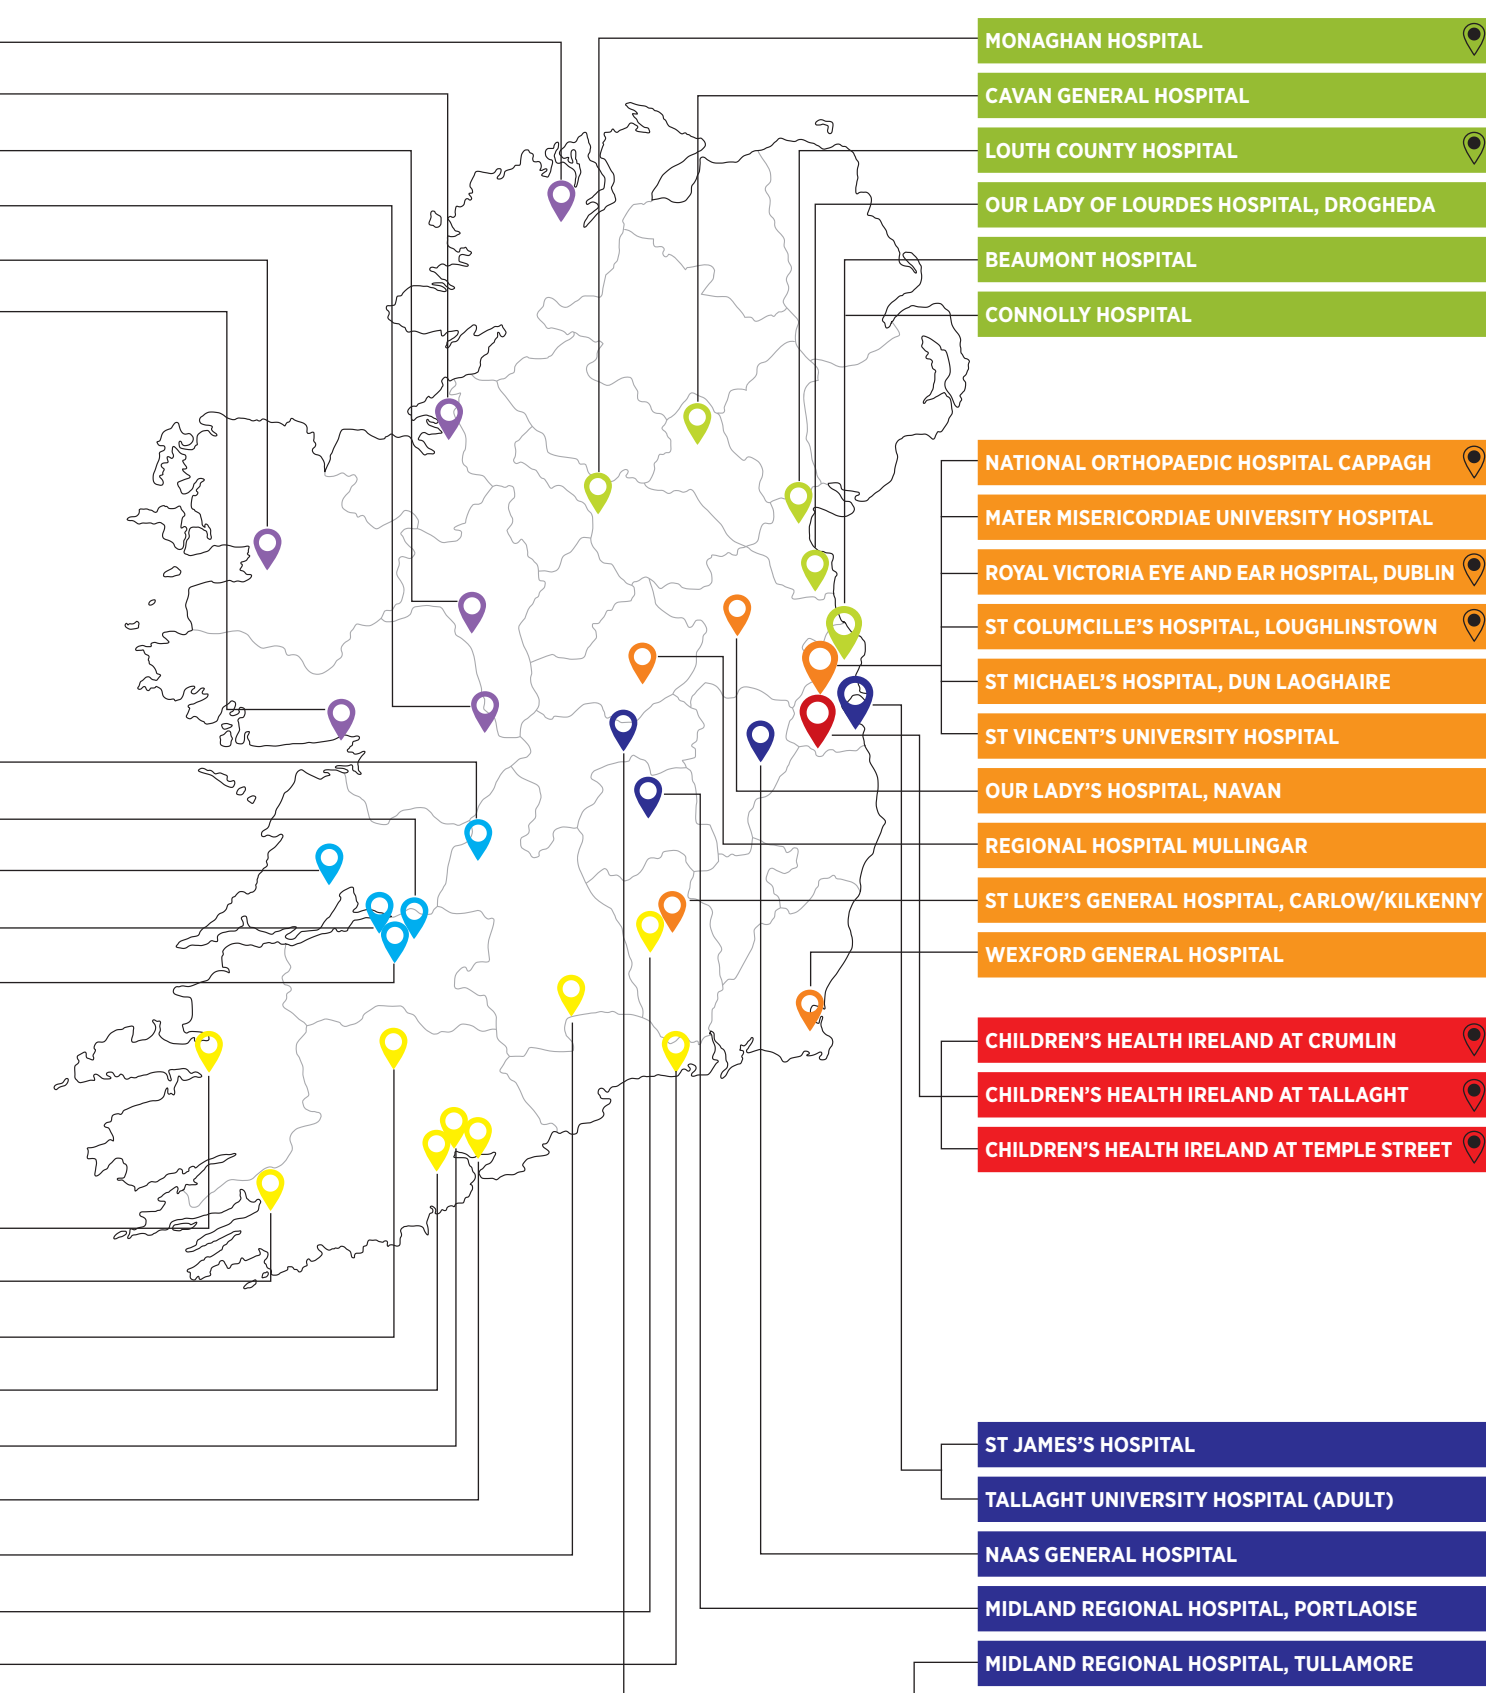 MONAGHAN HOSPITAL
CAVAN GENERAL HOSPITAL
LOUTH COUNTY HOSPITAL
OUR LADY OF LOURDES HOSPITAL, DROGHEDA
BEAUMONT HOSPITAL
CONNOLLY HOSPITAL
NATIONAL ORTHOPAEDIC HOSPITAL CAPPAGH
MATER MISERICORDIAE UNIVERSITY HOSPITAL
ROYAL VICTORIA EYE AND EAR HOSPITAL, DUBLIN
ST COLUMCILLE’S HOSPITAL, LOUGHLINSTOWN
ST MICHAEL’S HOSPITAL, DUN LAOGHAIRE
ST VINCENT’S UNIVERSITY HOSPITAL
OUR LADY’S HOSPITAL, NAVAN
REGIONAL HOSPITAL MULLINGAR
ST LUKE’S GENERAL HOSPITAL, CARLOW/KILKENNY
WEXFORD GENERAL HOSPITAL
CHILDREN’S HEALTH IRELAND AT CRUMLIN
CHILDREN’S HEALTH IRELAND AT TALLAGHT
CHILDREN’S HEALTH IRELAND AT TEMPLE STREET
ST JAMES’S HOSPITAL
TALLAGHT UNIVERSITY HOSPITAL (ADULT)
NAAS GENERAL HOSPITAL
MIDLAND REGIONAL HOSPITAL, PORTLAOISE
MIDLAND REGIONAL HOSPITAL, TULLAMORE